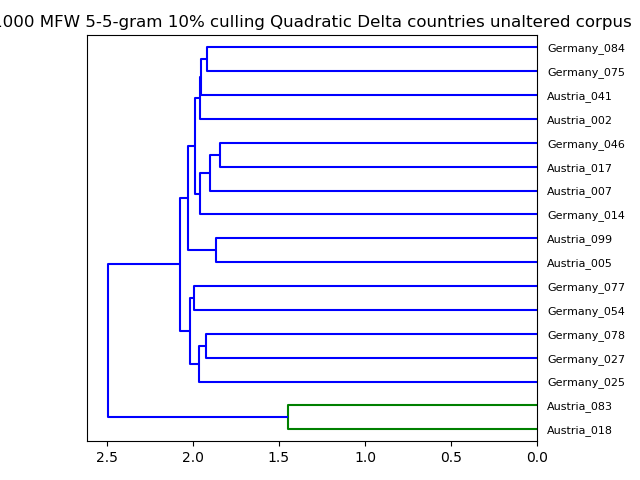 000 MFW 5-5-gram 10% culling Quadratic Delta countries unaltered corpus
Germany_084
Germany_075
Austria_041
Austria_002
Germany_046
Austria_017
Austria_007
Germany_014
Austria_099
Austria_005
Germany_077
Germany_054
Germany_078
Germany_027
Germany_025
Austria_083
Austria_018
2.5 2.0 1.5 1.0 0.5 0.0